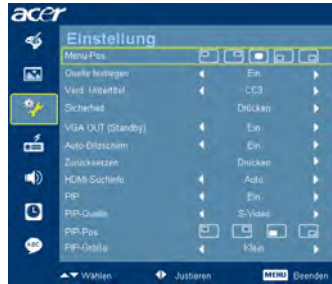 acer
Einstellung
Menü-Pos.
Quelle festlegen Ein
Verd. Untertitel CC3
Sicherheit Drücken
VGA OUT (Standby) Ein
Auto-Bildschirm Ein
Zurücksetzen Drücken
HDMI-Suchinfo Auto
PIP Ein
PIP-Quelle S-Video
PIP-Pos
PIP-Größe Klein
Wählen Justieren MENU Beenden
ABC